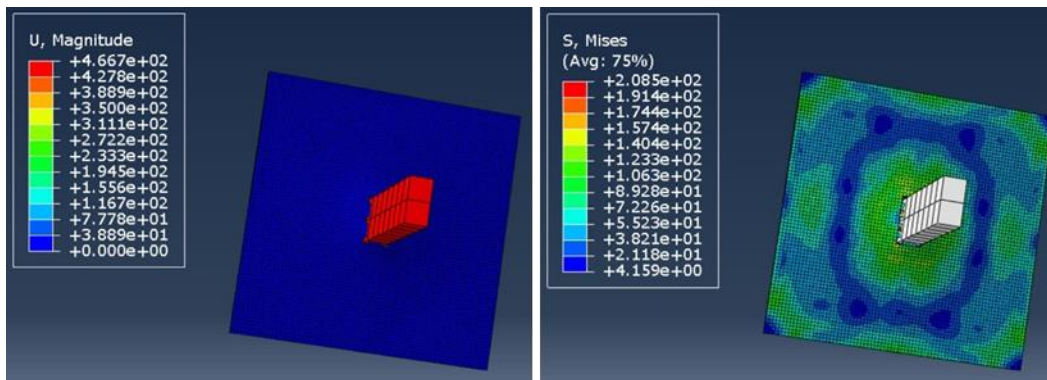 U, Magnitude
+4.667e+02
+4.278e+02
+3.889e+02
+3.500e+02
+3.111e+02
+2.722e+02
+2.333e+02
+1.945e+02
+1.556e+02
+1.167e+02
+7.778e+01
+3.889e+01
+0.000e+00
S, Mises
(Avg: 75%)
+2.085e+02
+1.914e+02
+1.744e+02
+1.574e+02
+1.404e+02
+1.233e+02
+1.063e+02
+8.928e+01
+7.226e+01
+5.523e+01
+3.821e+01
+2.118e+01
+4.159e+00